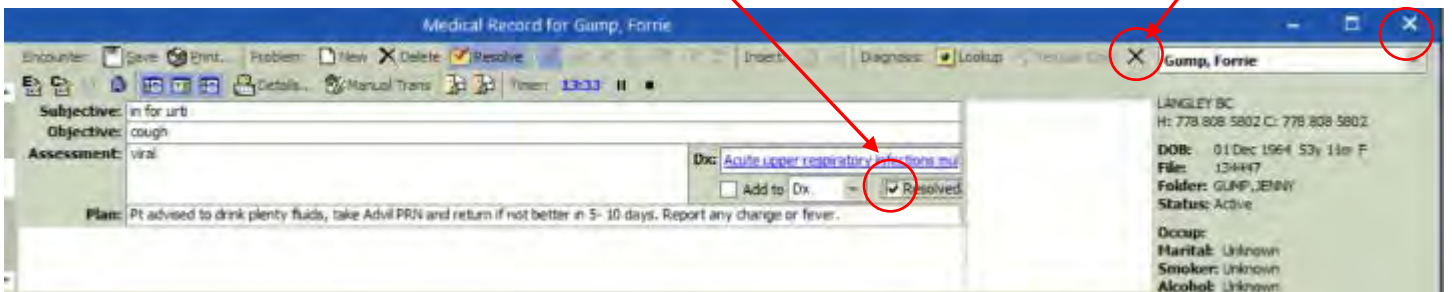 Medical Record for Gump, Forrie
Encounter: Save Print... Problem: New Delete Resolve Insert: Diagnosis: Lookup
Gump, Forrie
Details... Manual Trans Timer: 13:33
LANGLEY BC
H: 778 808 5802 C: 778 808 5802
Subjective: in for urti
Objective: cough
Assessment: viral
Dx: Acute upper respiratory infections mu
DOB: 01 Dec 1964 53y 11m F
File: 134447
Add to Dx Resolved
Folder: GUMP, JENNY
Status: Active
Plan: Pt advised to drink plenty fluids, take Advil PRN and return if not better in 5- 10 days. Report any change or fever.
Occup:
Marital: Unknown
Smoker: Unknown
Alcohol: Unknown